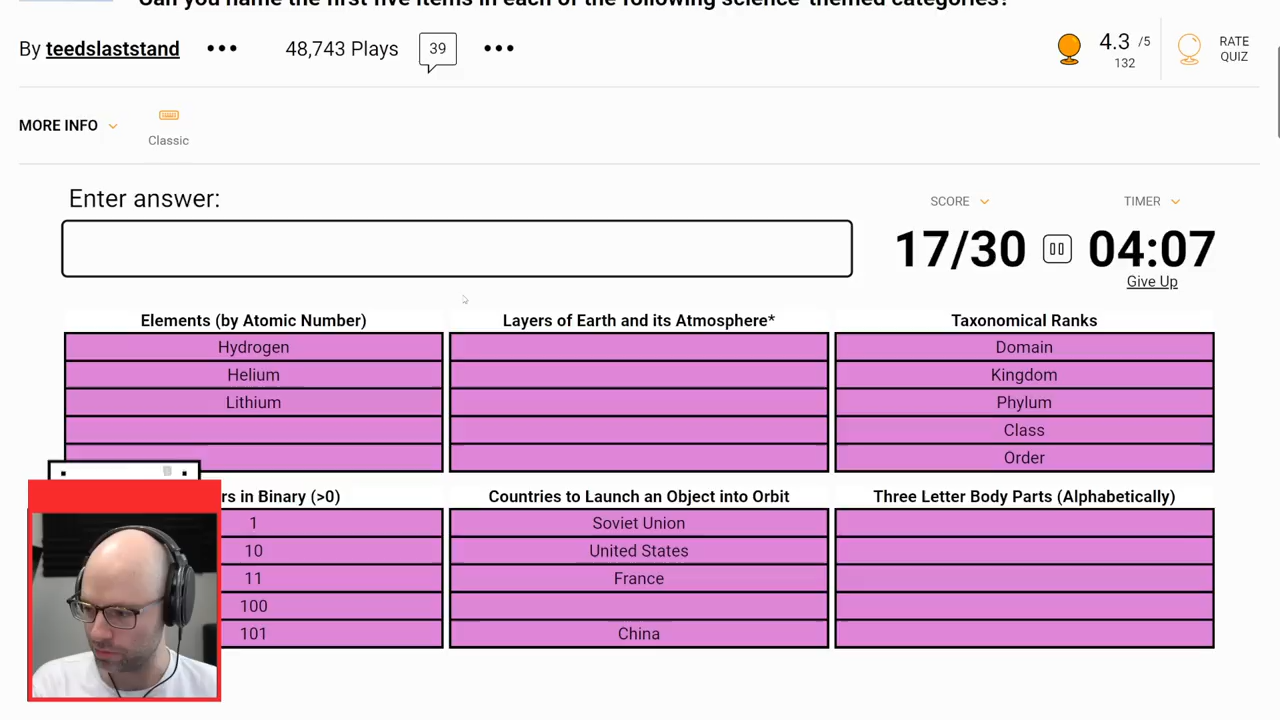 Can you name the first five items in each of the following science-themed categories?
By teedslaststand ••• 48,743 Plays 39 •••
4.3 /5
132
RATE
QUIZ
MORE INFO
Classic
Enter answer:
SCORE
TIMER
17/30
04:07
Give Up
Elements (by Atomic Number)
Hydrogen
Helium
Lithium
Layers of Earth and its Atmosphere*
Taxonomical Ranks
Domain
Kingdom
Phylum
Class
Order
in Binary (>0)
1
10
11
100
101
Countries to Launch an Object into Orbit
Soviet Union
United States
France
China
Three Letter Body Parts (Alphabetically)